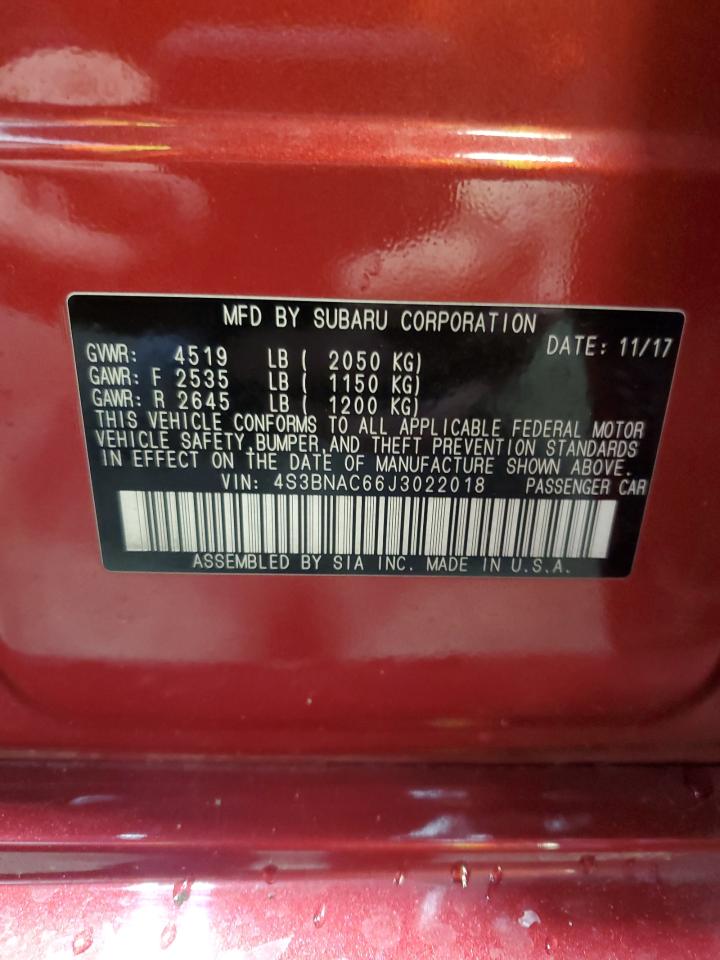 MFD BY SUBARU CORPORATION
DATE: 11/17
GVWR: 4519 LB ( 2050 KG)
GAWR: F 2535 LB ( 1150 KG)
GAWR: R 2645 LB ( 1200 KG)
THIS VEHICLE CONFORMS TO ALL APPLICABLE FEDERAL MOTOR
VEHICLE SAFETY, BUMPER, AND THEFT PREVENTION STANDARDS
IN EFFECT ON THE DATE OF MANUFACTURE SHOWN ABOVE.
VIN: 4S3BNAC66J3022018 PASSENGER CAR
ASSEMBLED BY SIA INC. MADE IN U.S.A.